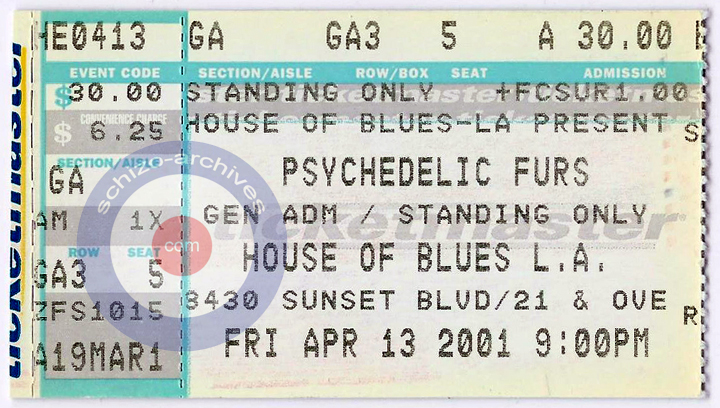 HE0413 GA GA3 5 A 30.00
EVENT CODE SECTION/AISLE ROW/BOX SEAT ADMISSION
$30.00 STANDING ONLY +FCSUR1.00
CONVENIENCE CHARGE
$ 6.25 HOUSE OF BLUES-LA PRESENT S
SECTION/AISLE
GA PSYCHEDELIC FURS
AM 1X GEN ADM / STANDING ONLY
ROW SEAT
GA3 5 HOUSE OF BLUES L.A.
ZFS1015 8430 SUNSET BLVD/21 & OVE R
A19MAR1 FRI APR 13 2001 9:00PM
ticketmaster
ticketmaster
ticketmaster
schizo-archives
.com